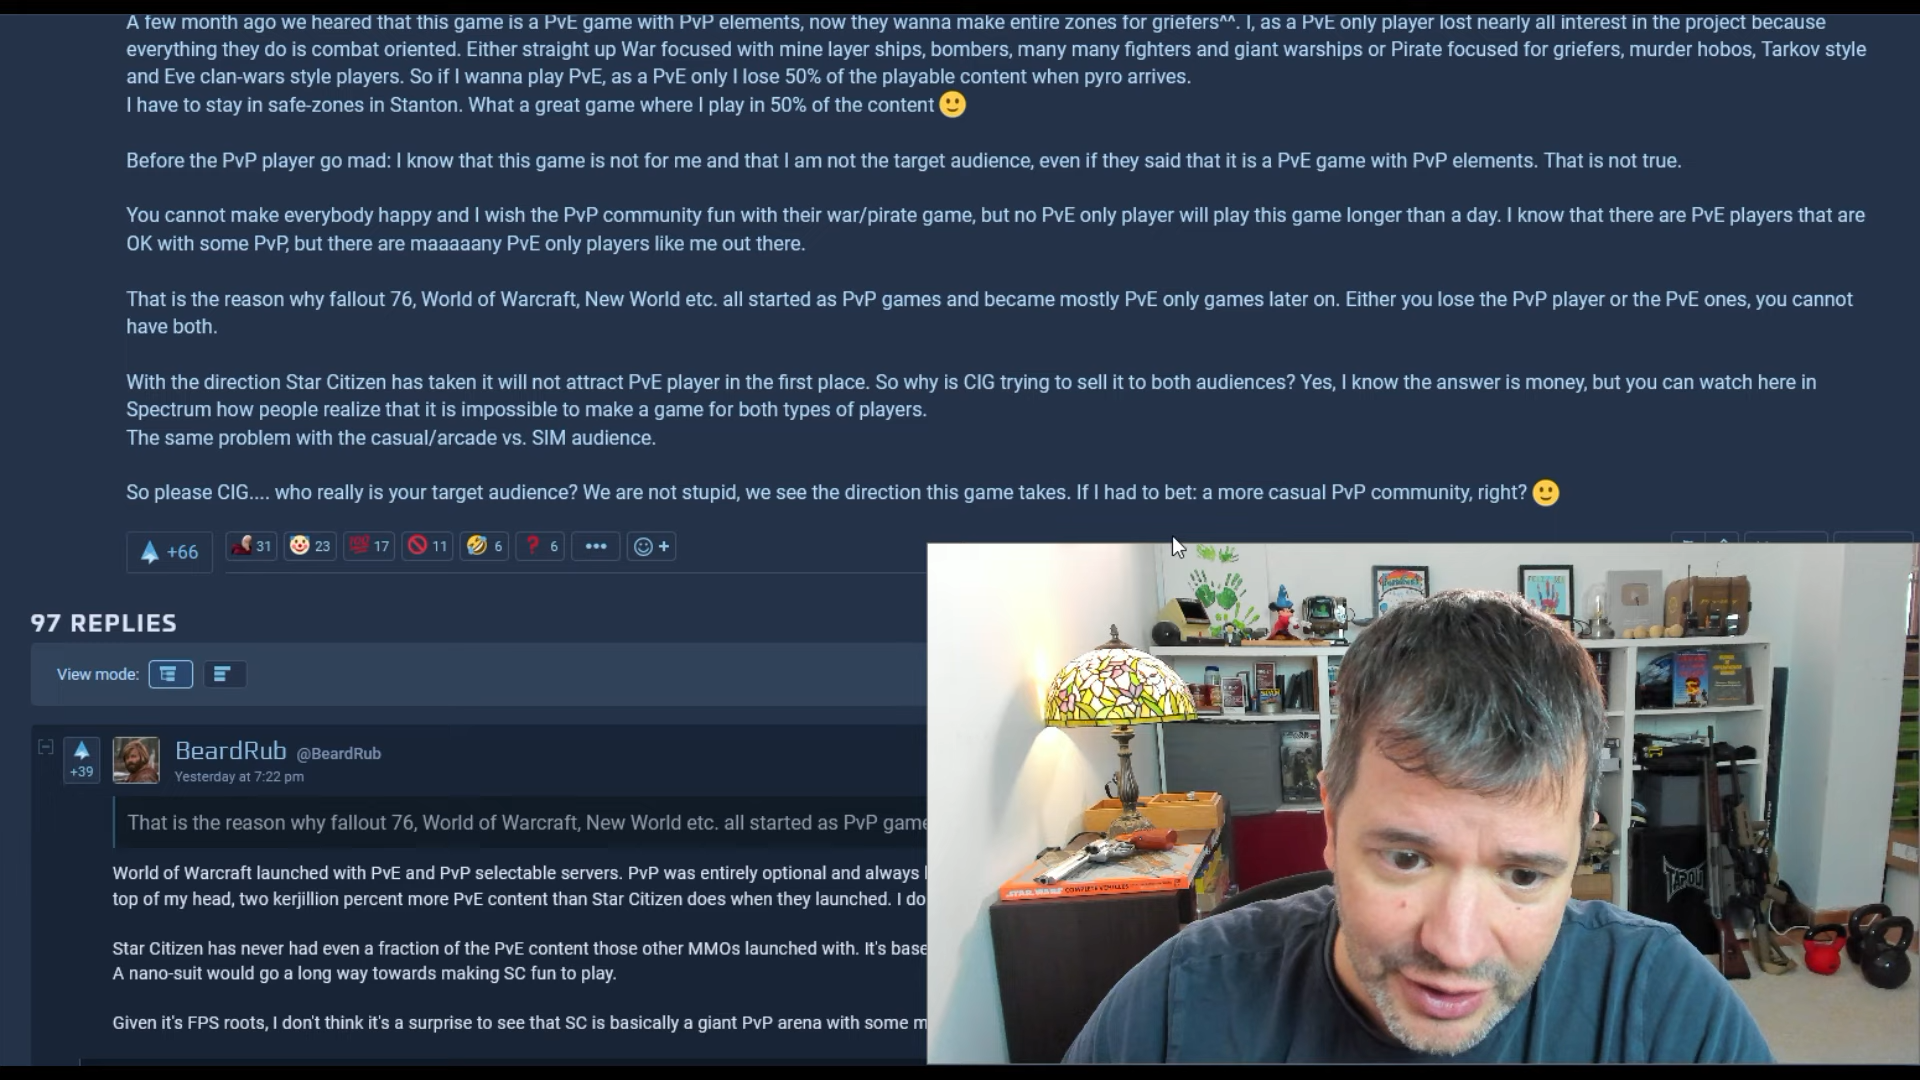 A few month ago we heared that this game is a PvE game with PvP elements, now they wanna make entire zones for griefers^^. I, as a PvE only player lost nearly all interest in the project because
everything they do is combat oriented. Either straight up War focused with mine layer ships, bombers, many many fighters and giant warships or Pirate focused for griefers, murder hobos, Tarkov style
and Eve clan-wars style players. So if I wanna play PvE, as a PvE only I lose 50% of the playable content when pyro arrives.
I have to stay in safe-zones in Stanton. What a great game where I play in 50% of the content 🙂
Before the PvP player go mad: I know that this game is not for me and that I am not the target audience, even if they said that it is a PvE game with PvP elements. That is not true.
You cannot make everybody happy and I wish the PvP community fun with their war/pirate game, but no PvE only player will play this game longer than a day. I know that there are PvE players that are
OK with some PvP, but there are maaaaany PvE only players like me out there.
That is the reason why fallout 76, World of Warcraft, New World etc. all started as PvP games and became mostly PvE only games later on. Either you lose the PvP player or the PvE ones, you cannot
have both.
With the direction Star Citizen has taken it will not attract PvE player in the first place. So why is CIG trying to sell it to both audiences? Yes, I know the answer is money, but you can watch here in
Spectrum how people realize that it is impossible to make a game for both types of players.
The same problem with the casual/arcade vs. SIM audience.
So please CIG.... who really is your target audience? We are not stupid, we see the direction this game takes. If I had to bet: a more casual PvP community, right? 🙂
+66 31 23 17 11 6 6 ••• +
97 REPLIES
View mode:
+39
BeardRub @BeardRub
Yesterday at 7:22 pm
That is the reason why fallout 76, World of Warcraft, New World etc. all started as PvP game
World of Warcraft launched with PvE and PvP selectable servers. PvP was entirely optional and always
top of my head, two kerjillion percent more PvE content than Star Citizen does when they launched. I do
Star Citizen has never had even a fraction of the PvE content those other MMOs launched with. It's base
A nano-suit would go a long way towards making SC fun to play.
Given it's FPS roots, I don't think it's a surprise to see that SC is basically a giant PvP arena with some m
STAR WARS COMPLETE VEHICLES
TAPOUT